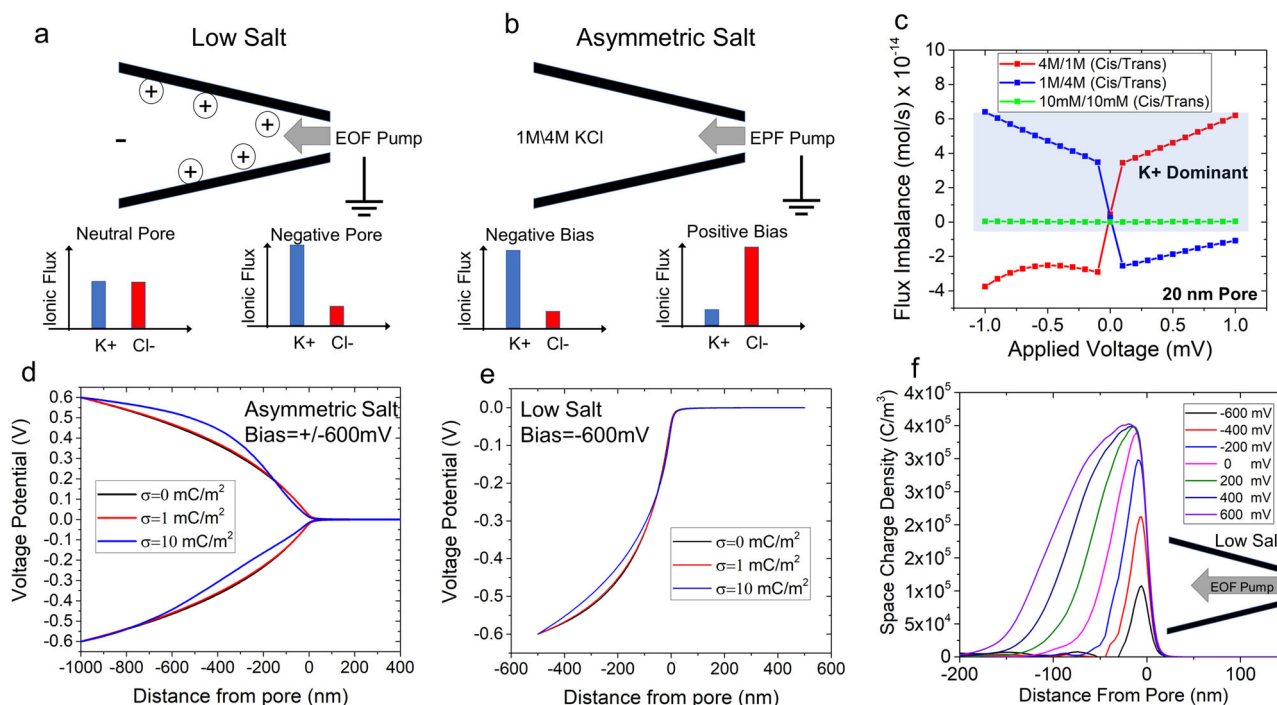 a
Low Salt
+
+
+
-
EOF Pump
+
+
Neutral Pore
Ionic Flux
K+ Cl-
Negative Pore
Ionic Flux
K+ Cl-
b
Asymmetric Salt
1M\4M KCl
EPF Pump
Negative Bias
Ionic Flux
K+ Cl-
Positive Bias
Ionic Flux
K+ Cl-
c
Flux Imbalance (mol/s) x 10⁻¹⁴
10
8
6
4
2
0
-2
-4
4M/1M (Cis/Trans)
1M/4M (Cis/Trans)
10mM/10mM (Cis/Trans)
K+ Dominant
20 nm Pore
-1.0 -0.5 0.0 0.5 1.0
Applied Voltage (mV)
d
Voltage Potential (V)
0.6
0.5
0.4
0.3
0.2
0.1
0.0
-0.1
-0.2
-0.3
-0.4
-0.5
-0.6
Asymmetric Salt
Bias=+/-600mV
σ=0 mC/m²
σ=1 mC/m²
σ=10 mC/m²
-1000 -800 -600 -400 -200 0 200 400
Distance from pore (nm)
e
Voltage Potential (V)
0.0
-0.1
-0.2
-0.3
-0.4
-0.5
-0.6
Low Salt
Bias=-600mV
σ=0 mC/m²
σ=1 mC/m²
σ=10 mC/m²
-600 -400 -200 0 200 400 600
Distance from pore (nm)
f
Space Charge Density (C/m³)
4x10⁵
4x10⁵
3x10⁵
3x10⁵
2x10⁵
2x10⁵
1x10⁵
5x10⁴
0
-600 mV
-400 mV
-200 mV
0 mV
200 mV
400 mV
600 mV
Low Sal
EOF Pump
-200 -100 0 100
Distance From Pore (nm)